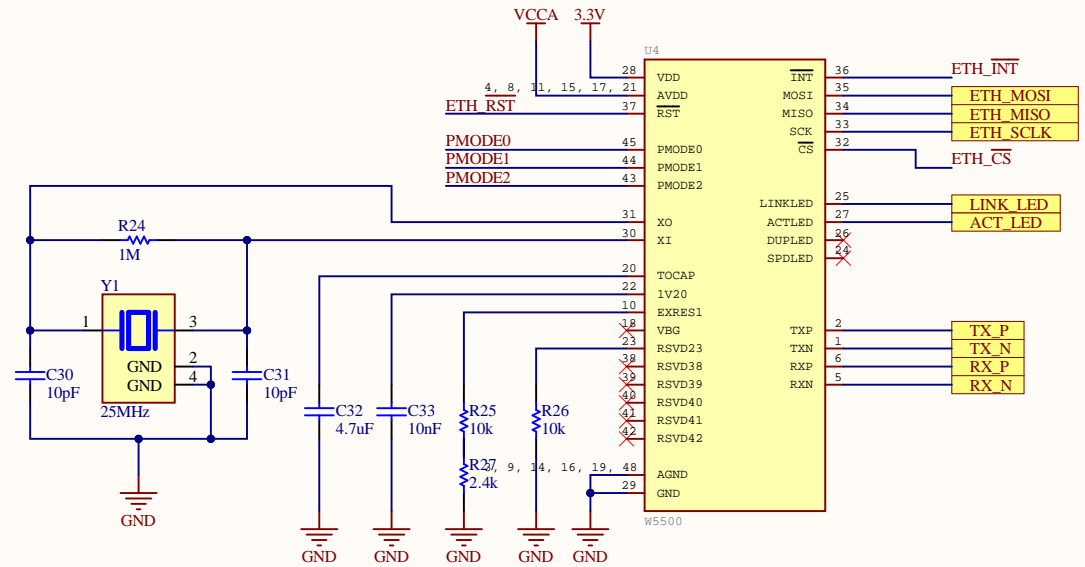 VCCA 3.3V
U4
28 VDD INT 36 ETH_INT
4, 8, 11, 15, 17, 21 AVDD MOSI 35 ETH_MOSI
ETH_RST 37 RST MISO 34 ETH_MISO
SCK 33 ETH_SCLK
PMODE0 45 PMODE0 CS 32 ETH_CS
PMODE1 44 PMODE1
PMODE2 43 PMODE2
LINKLED 25 LINK_LED
31 XO ACTLED 27 ACT_LED
R24 30 XI DUPLED 26
1M SPDLED 24
20 TOCAP
Y1 22 1V20
10 EXRES1
1 3 18 VBG TXP 2 TX_P
23 RSVD23 TXN 1 TX_N
GND 2 38 RSVD38 RXP 6 RX_P
GND 4 39 RSVD39 RXN 5 RX_N
C30 C31 40 RSVD40
10pF 10pF 41 RSVD41
25MHz 42 RSVD42
C32 C33 R25 R26
4.7uF 10nF 10k 10k
R27 3, 9, 14, 16, 19, 48 AGND
2.4k 29 GND
W5500
GND
GND GND GND GND GND